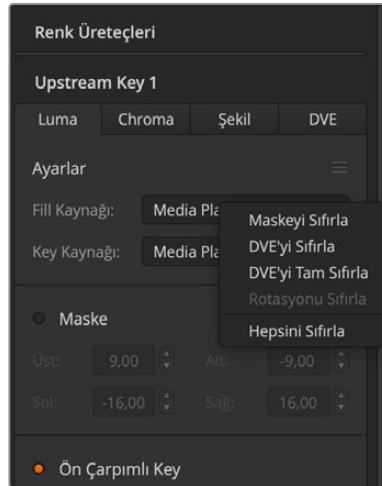 Renk Üreteçleri
Upstream Key 1
Luma Chroma Şekil DVE
Ayarlar
Fill Kaynağı: Media Pla
Key Kaynağı: Media Pla
Maskeyi Sıfırla
DVE'yi Sıfırla
DVE'yi Tam Sıfırla
Rotasyonu Sıfırla
Hepsini Sıfırla
Maske
Üst: 9,00 Alt: -9,00
Sol: -16,00 Sağ: 16,00
Ön Çarpımlı Key